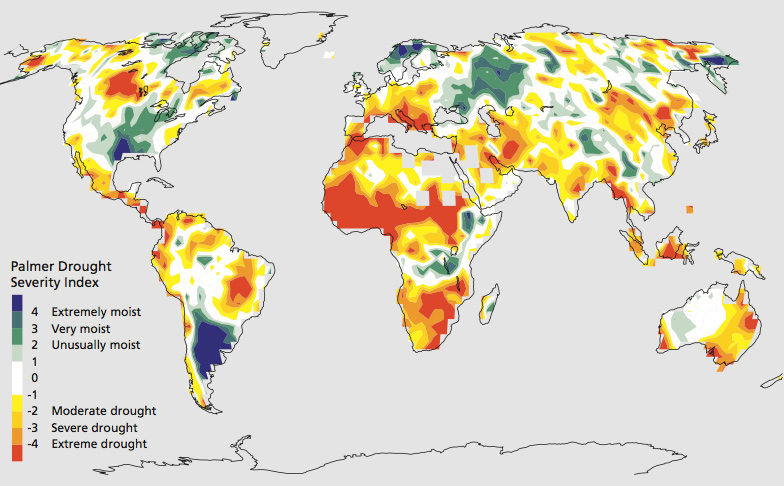 Palmer Drought
Severity Index
4 Extremely moist
3 Very moist
2 Unusually moist
1
0
-1
-2 Moderate drought
-3 Severe drought
-4 Extreme drought